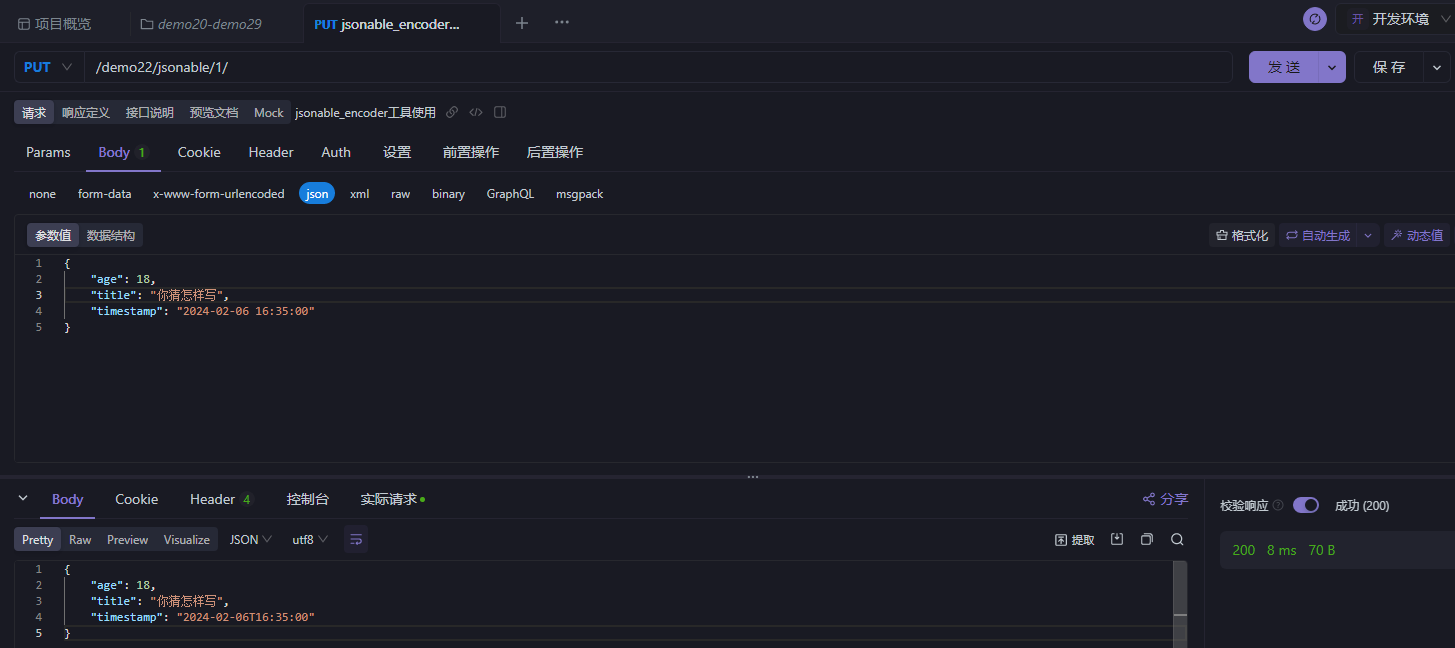 项目概览 demo20-demo29 PUT jsonable_encoder... 开 开发环境
PUT /demo22/jsonable/1/ 发送 保存
请求 响应定义 接口说明 预览文档 Mock jsonable_encoder工具使用
Params Body 1 Cookie Header Auth 设置 前置操作 后置操作
none form-data x-www-form-urlencoded json xml raw binary GraphQL msgpack
参数值 数据结构 格式化 自动生成 动态值
1 {
2 "age": 18,
3 "title": "你猜怎样写",
4 "timestamp": "2024-02-06 16:35:00"
5 }
Body Cookie Header 4 控制台 实际请求 分享 校验响应 成功 (200)
Pretty Raw Preview Visualize JSON utf8 提取 200 8 ms 70 B
1 {
2 "age": 18,
3 "title": "你猜怎样写",
4 "timestamp": "2024-02-06T16:35:00"
5 }